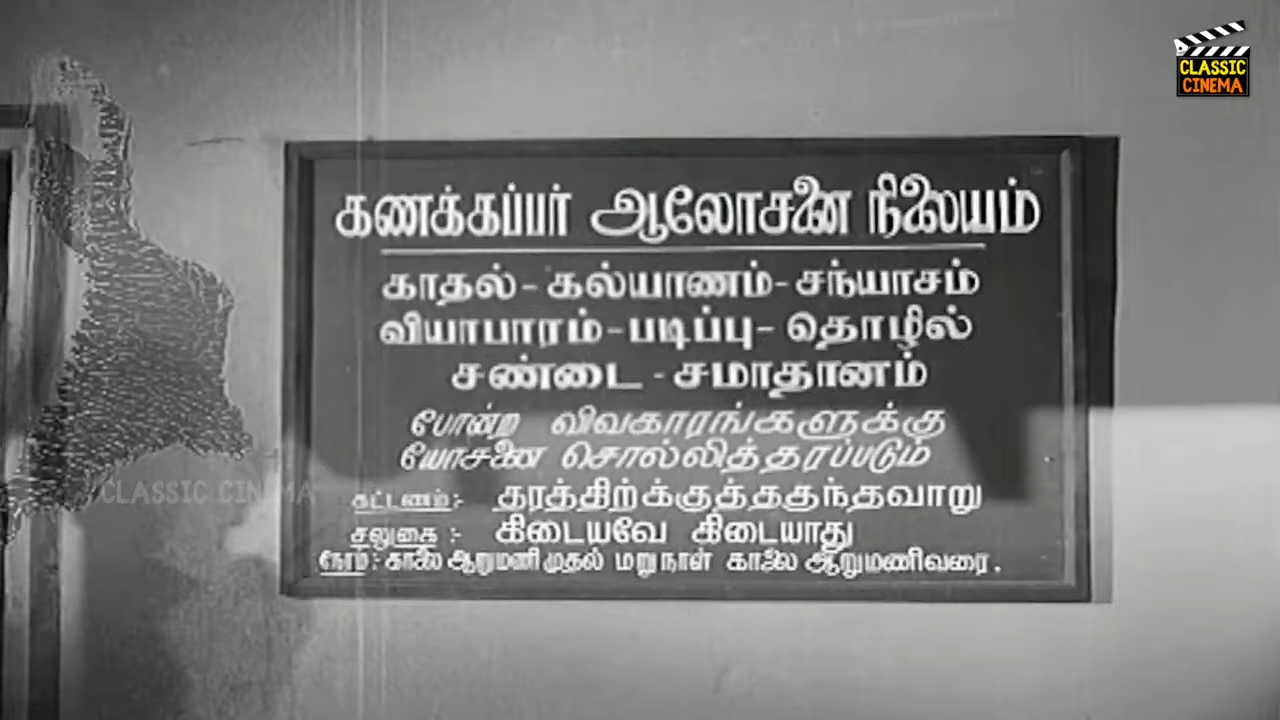 CLASSIC
CINEMA
கணக்கப்பர் ஆலோசனை நிலையம்
காதல் - கல்யாணம் - சந்யாசம்
வியாபாரம் - படிப்பு - தொழில்
சண்டை - சமாதானம்
போன்ற விவகாரங்களுக்கு
யோசனை சொல்லித்தரப்படும்
கட்டணம் :- தரத்திற்க்குத்தகுந்தவாறு
சலுகை :- கிடையவே கிடையாது
நேரம் :- காலை ஆறுமணி முதல் மறுநாள் காலை ஆறுமணிவரை.
CLASSIC CINEMA